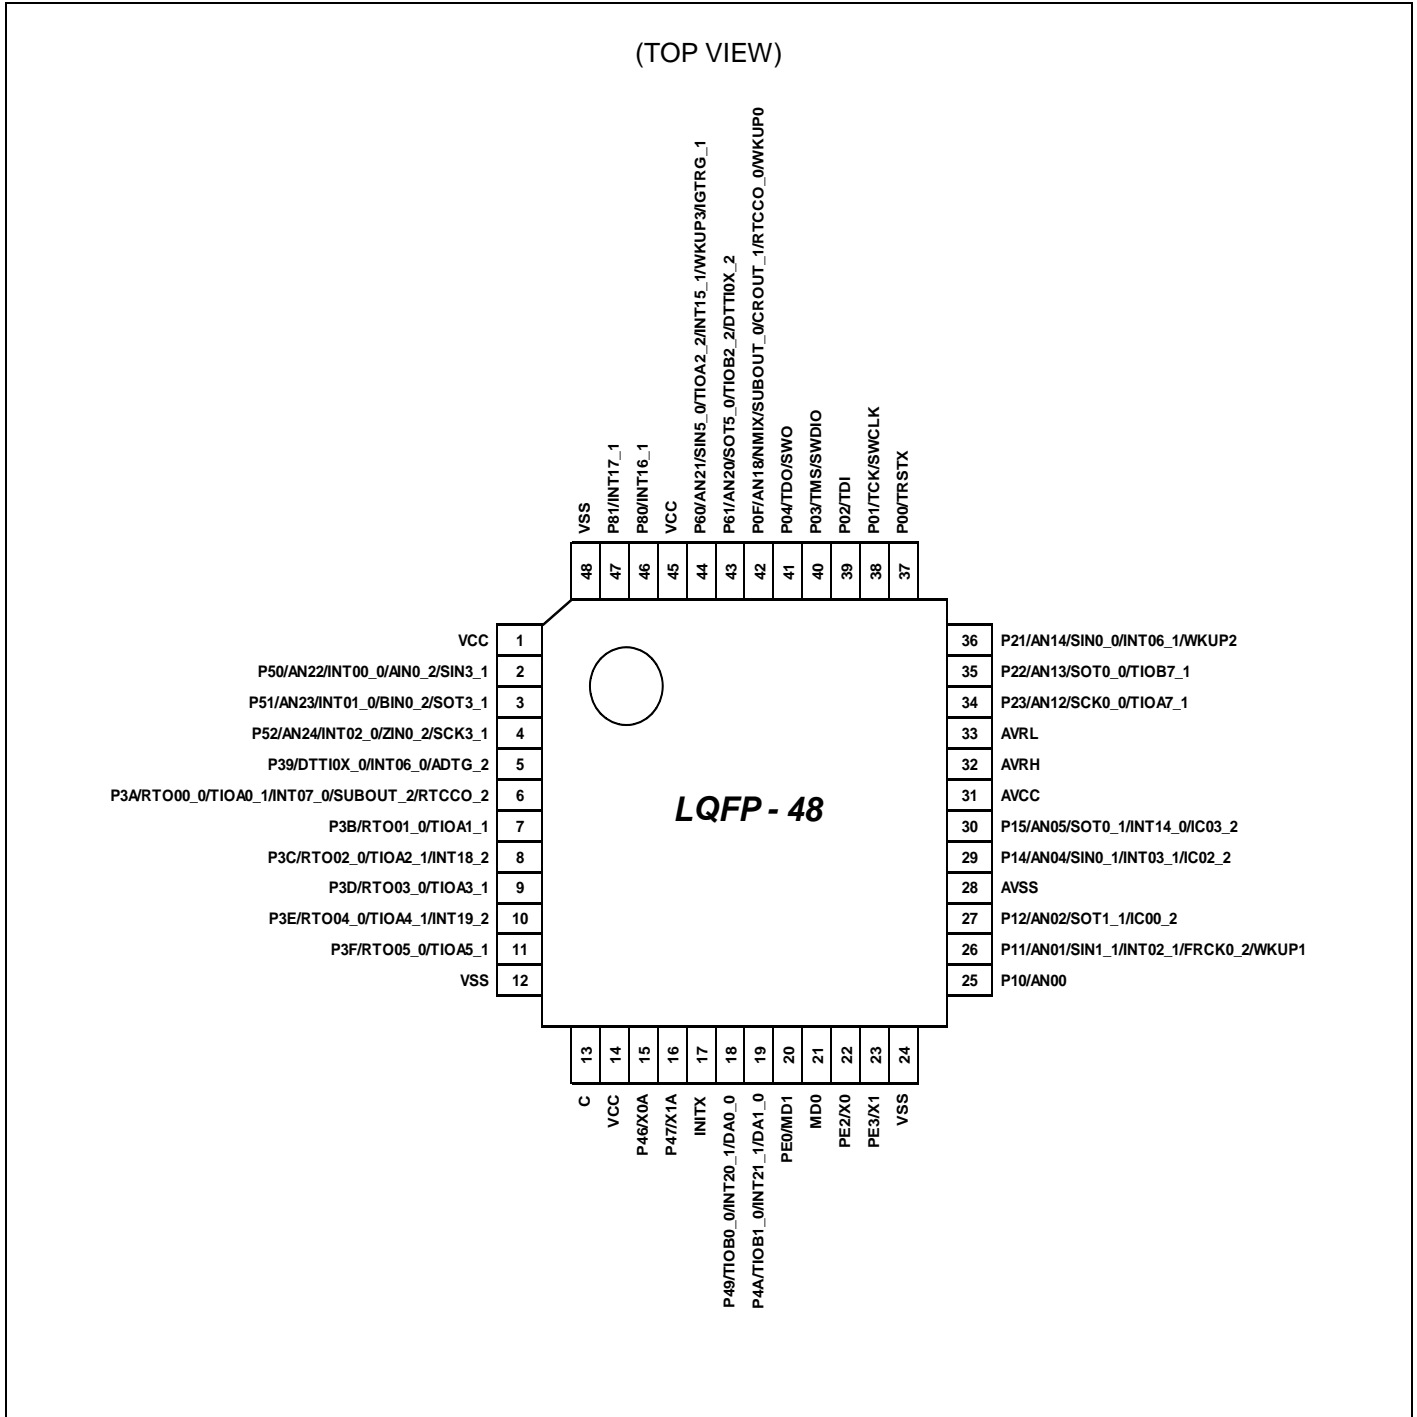 (TOP VIEW)
VSS
P81/INT17_1
P80/INT16_1
VCC
P60/AN21/SIN5_0/TIOA2_2/INT15_1/WKUP3/IGTRG_1
P61/AN20/SOT5_0/TIOB2_2/DTTI0X_2
P0F/AN18/NMIX/SUBOUT_0/CROUT_1/RTCCO_0/WKUP0
P04/TDO/SWO
P03/TMS/SWDIO
P02/TDI
P01/TCK/SWCLK
P00/TRSTX
48
47
46
45
44
43
42
41
40
39
38
37
VCC 1
P50/AN22/INT00_0/AIN0_2/SIN3_1 2
P51/AN23/INT01_0/BIN0_2/SOT3_1 3
P52/AN24/INT02_0/ZIN0_2/SCK3_1 4
P39/DTTI0X_0/INT06_0/ADTG_2 5
P3A/RTO00_0/TIOA0_1/INT07_0/SUBOUT_2/RTCCO_2 6
P3B/RTO01_0/TIOA1_1 7
P3C/RTO02_0/TIOA2_1/INT18_2 8
P3D/RTO03_0/TIOA3_1 9
P3E/RTO04_0/TIOA4_1/INT19_2 10
P3F/RTO05_0/TIOA5_1 11
VSS 12
LQFP - 48
36 P21/AN14/SIN0_0/INT06_1/WKUP2
35 P22/AN13/SOT0_0/TIOB7_1
34 P23/AN12/SCK0_0/TIOA7_1
33 AVRL
32 AVRH
31 AVCC
30 P15/AN05/SOT0_1/INT14_0/IC03_2
29 P14/AN04/SIN0_1/INT03_1/IC02_2
28 AVSS
27 P12/AN02/SOT1_1/IC00_2
26 P11/AN01/SIN1_1/INT02_1/FRCK0_2/WKUP1
25 P10/AN00
13
14
15
16
17
18
19
20
21
22
23
24
C
VCC
P46/X0A
P47/X1A
INITX
P49/TIOB0_0/INT20_1/DA0_0
P4A/TIOB1_0/INT21_1/DA1_0
PE0/MD1
MD0
PE2/X0
PE3/X1
VSS